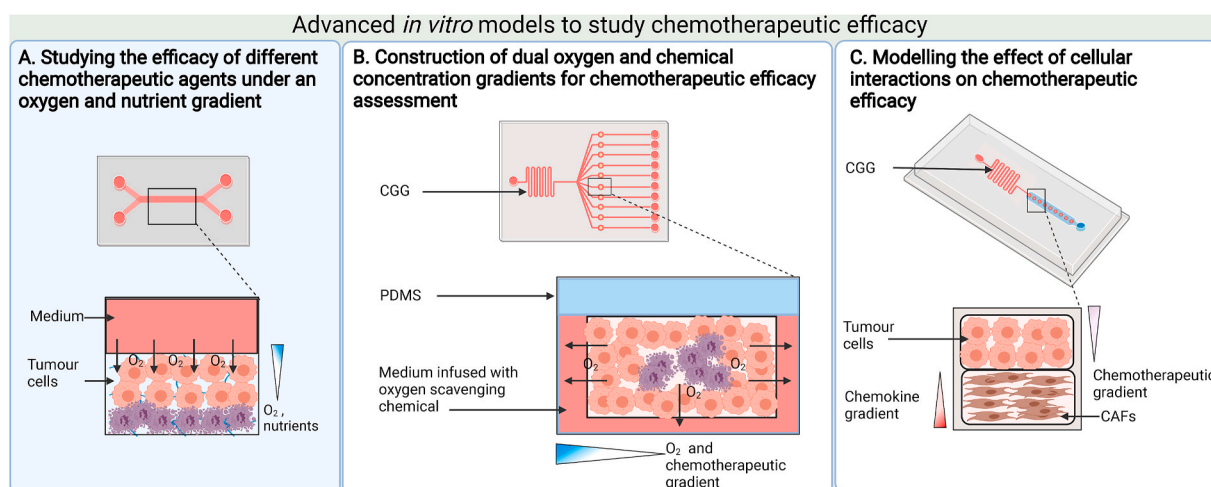 Advanced in vitro models to study chemotherapeutic efficacy
A. Studying the efficacy of different
chemotherapeutic agents under an
oxygen and nutrient gradient
Medium
O2 O2 O2
Tumour
cells
O2 ,
nutrients
B. Construction of dual oxygen and chemical
concentration gradients for chemotherapeutic efficacy
assessment
CGG
PDMS
O2
O2
Medium infused with
oxygen scavenging
chemical
O2
O2 and
chemotherapeutic
gradient
C. Modelling the effect of cellular
interactions on chemotherapeutic
efficacy
CGG
Tumour
cells
Chemotherapeutic
gradient
Chemokine
gradient
CAFs